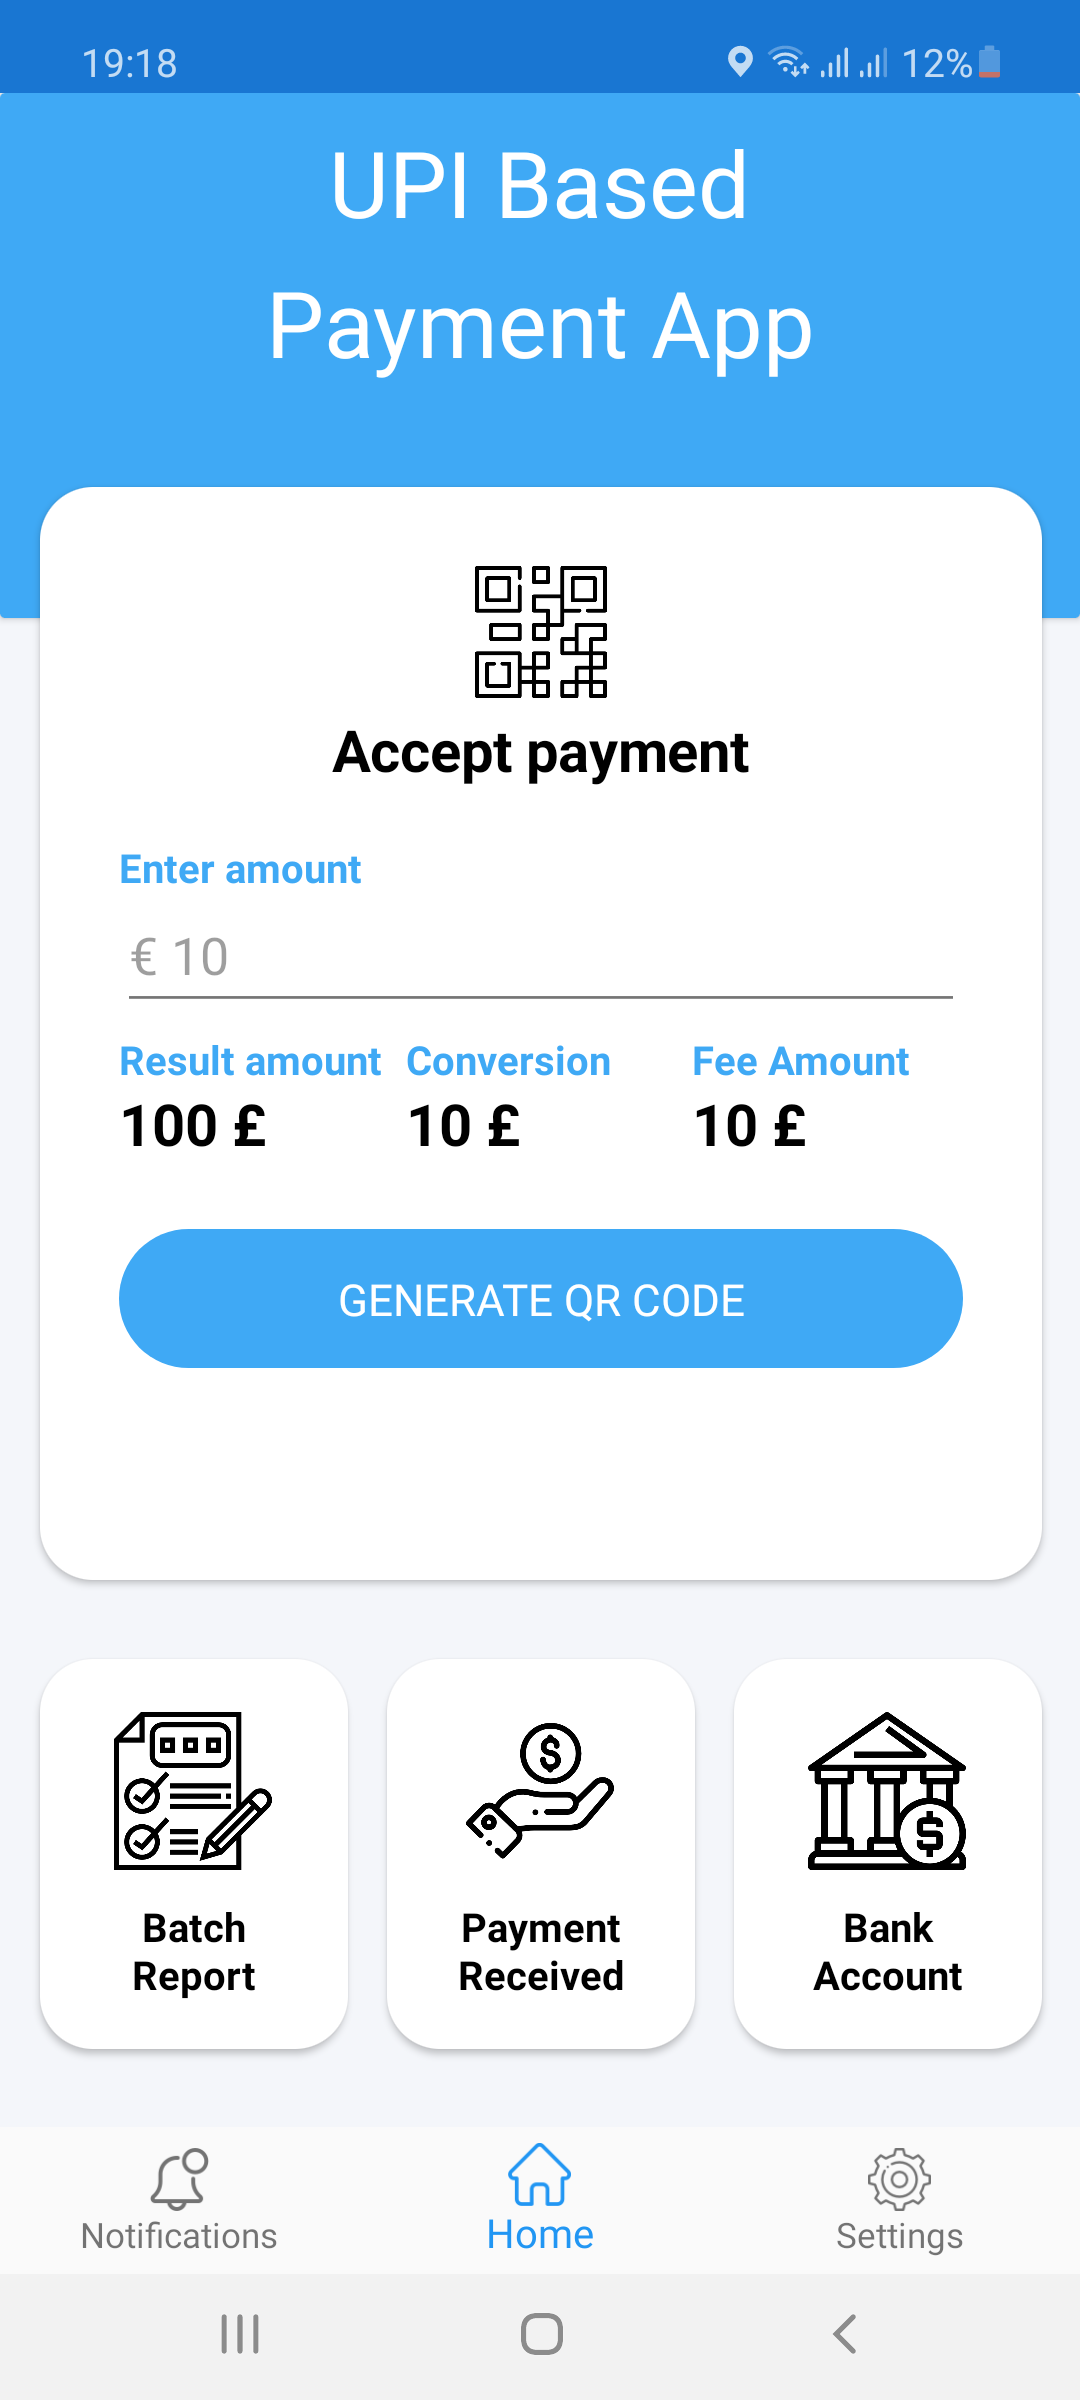 19:18 12%
UPI Based
Payment App
Accept payment
Enter amount
€ 10
Result amount Conversion Fee Amount
100 £ 10 £ 10 £
GENERATE QR CODE
Batch
Report
Payment
Received
Bank
Account
Notifications Home Settings